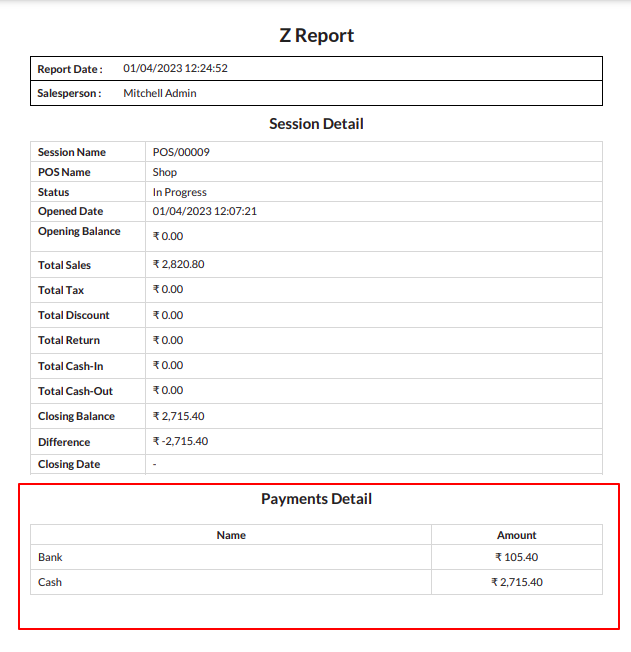 Z Report
Report Date : 01/04/2023 12:24:52
Salesperson : Mitchell Admin
Session Detail
Session Name POS/00009
POS Name Shop
Status In Progress
Opened Date 01/04/2023 12:07:21
Opening Balance ₹ 0.00
Total Sales ₹ 2,820.80
Total Tax ₹ 0.00
Total Discount ₹ 0.00
Total Return ₹ 0.00
Total Cash-In ₹ 0.00
Total Cash-Out ₹ 0.00
Closing Balance ₹ 2,715.40
Difference ₹ -2,715.40
Closing Date -
Payments Detail
Name Amount
Bank ₹ 105.40
Cash ₹ 2,715.40